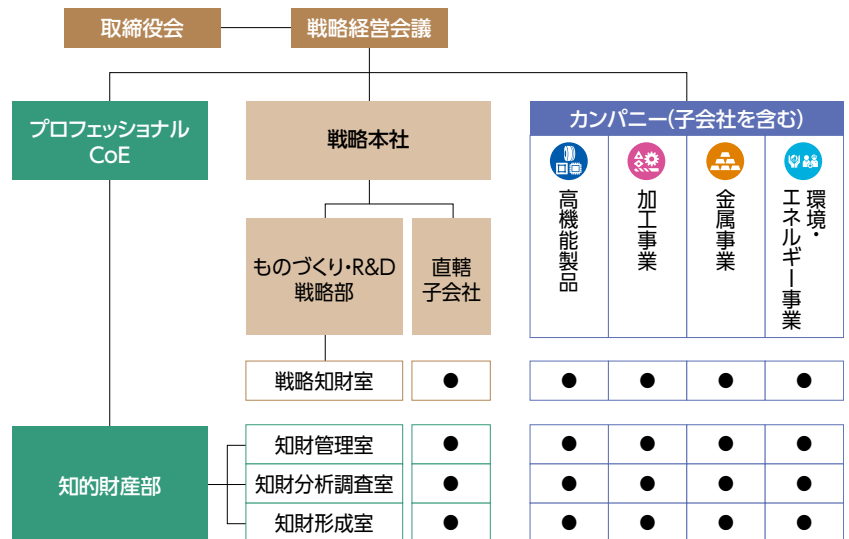 取締役会
戦略経営会議
プロフェッショナル
CoE
戦略本社
カンパニー(子会社を含む)
高機能製品
加工事業
金属事業
環境・
エネルギー事業
ものづくり・R&D
戦略部
直轄
子会社
戦略知財室 ● ● ● ● ●
知的財産部
知財管理室 ● ● ● ● ●
知財分析調査室 ● ● ● ● ●
知財形成室 ● ● ● ● ●